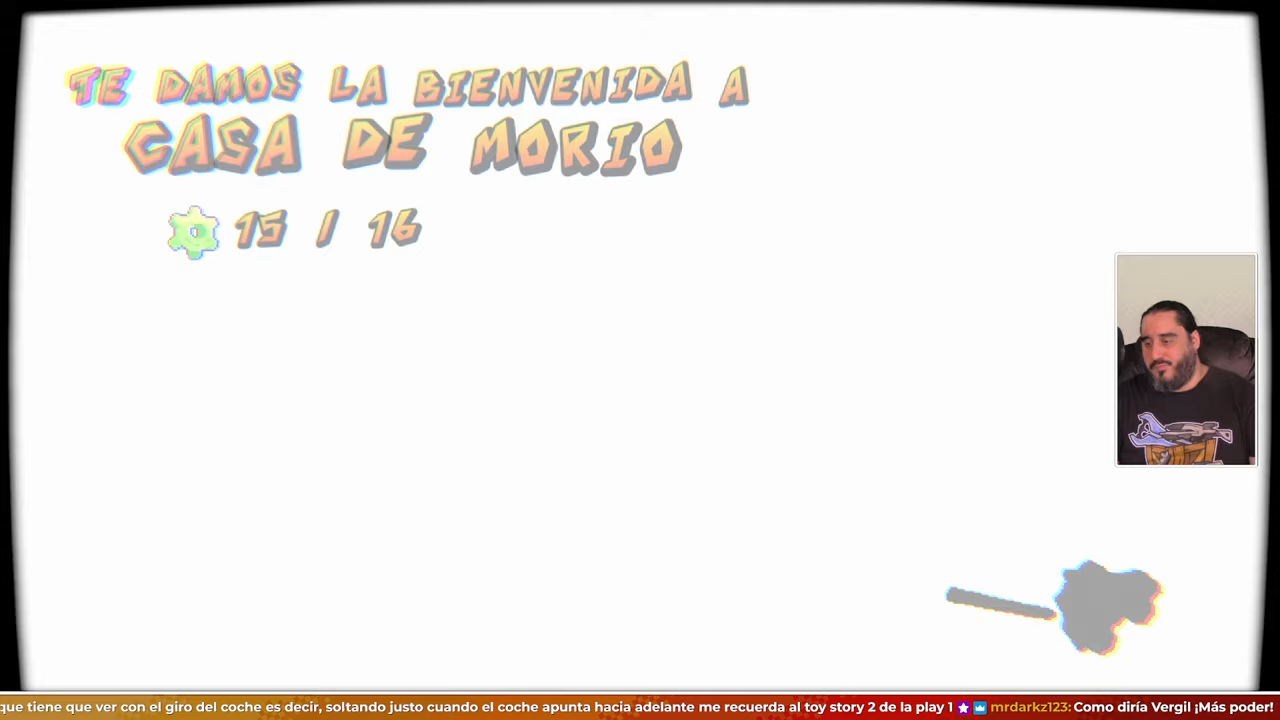 TE DAMOS LA BIENVENIDA A
CASA DE MORIO
15 / 16
que tiene que ver con el giro del coche es decir, soltando justo cuando el coche apunta hacia adelante me recuerda al toy story 2 de la play 1 mrdarkz123: Como diría Vergil ¡Más poder!